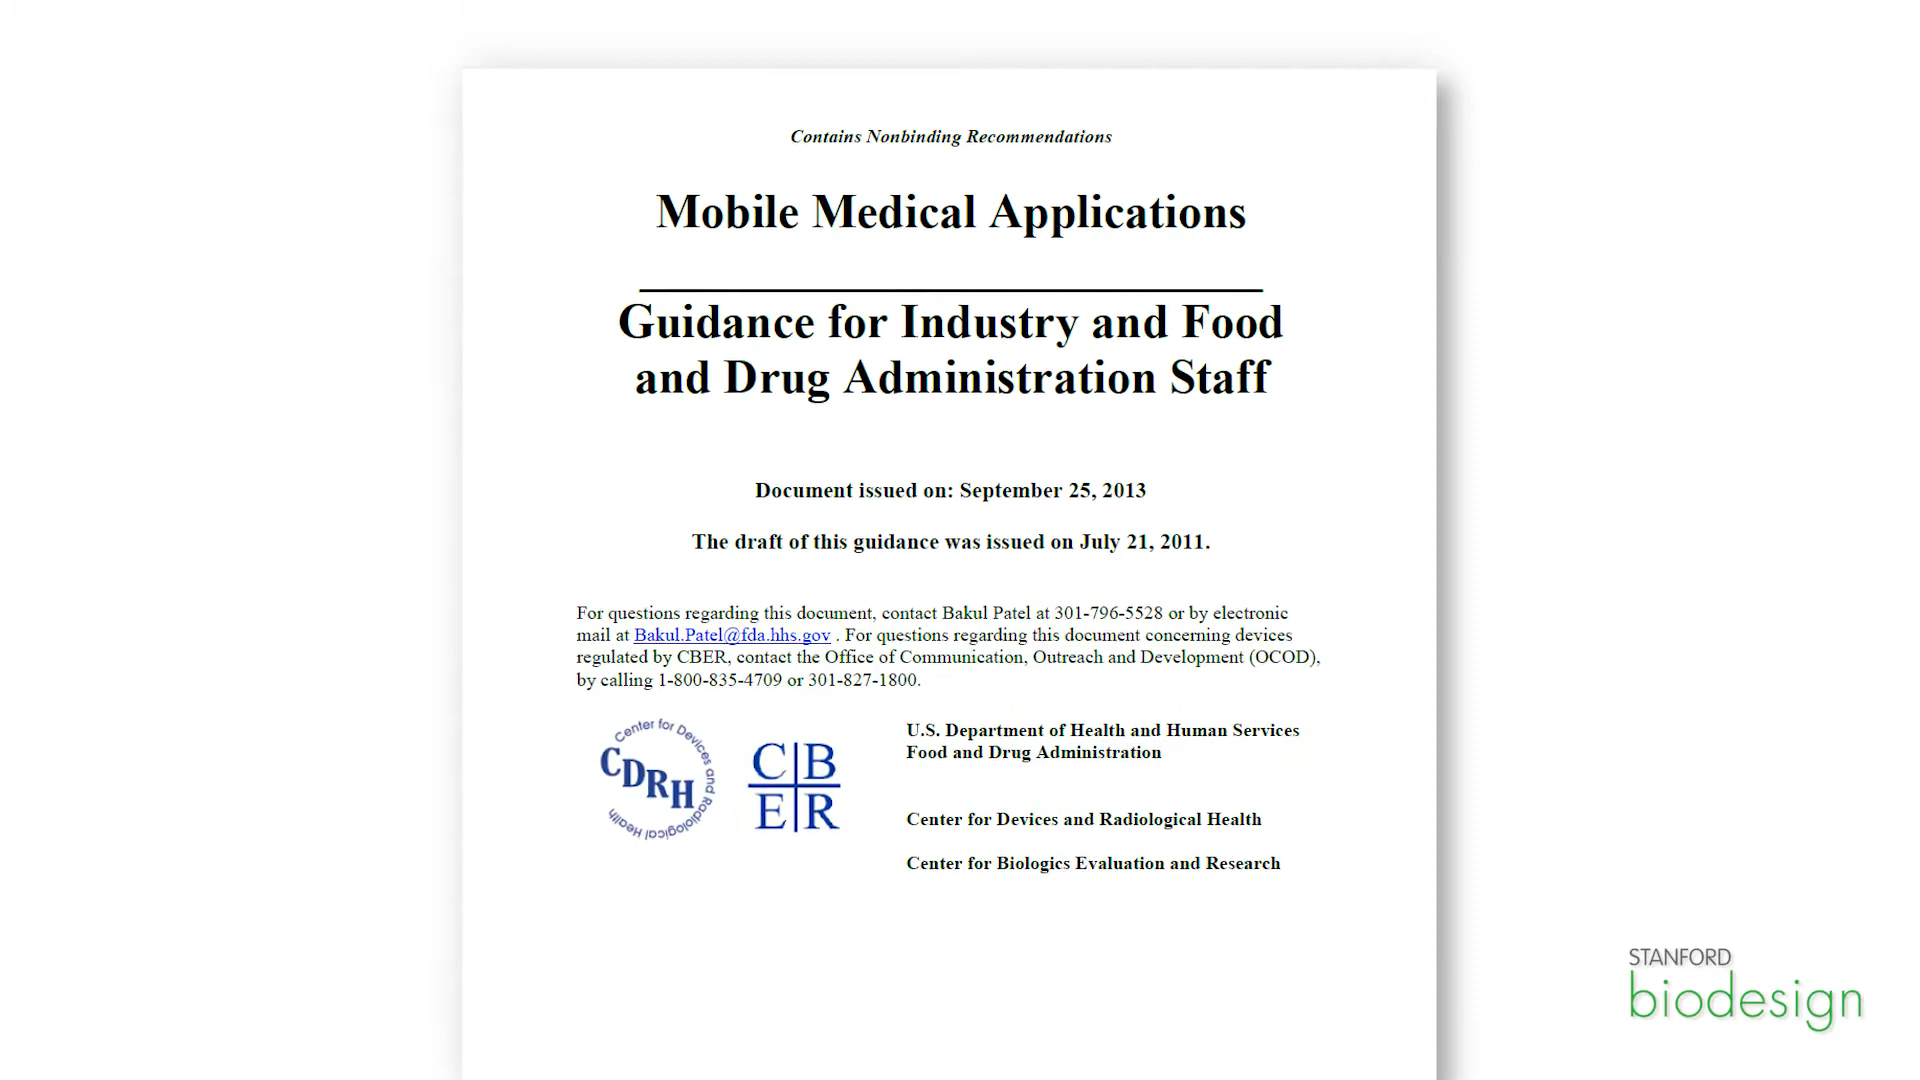 Contains Nonbinding Recommendations
Mobile Medical Applications
Guidance for Industry and Food
and Drug Administration Staff
Document issued on: September 25, 2013
The draft of this guidance was issued on July 21, 2011.
For questions regarding this document, contact Bakul Patel at 301-796-5528 or by electronic
mail at Bakul.Patel@fda.hhs.gov . For questions regarding this document concerning devices
regulated by CBER, contact the Office of Communication, Outreach and Development (OCOD),
by calling 1-800-835-4709 or 301-827-1800.
Center for Devices and Radiological Health
CDRH
CB
ER
U.S. Department of Health and Human Services
Food and Drug Administration
Center for Devices and Radiological Health
Center for Biologics Evaluation and Research
STANFORD
biodesign